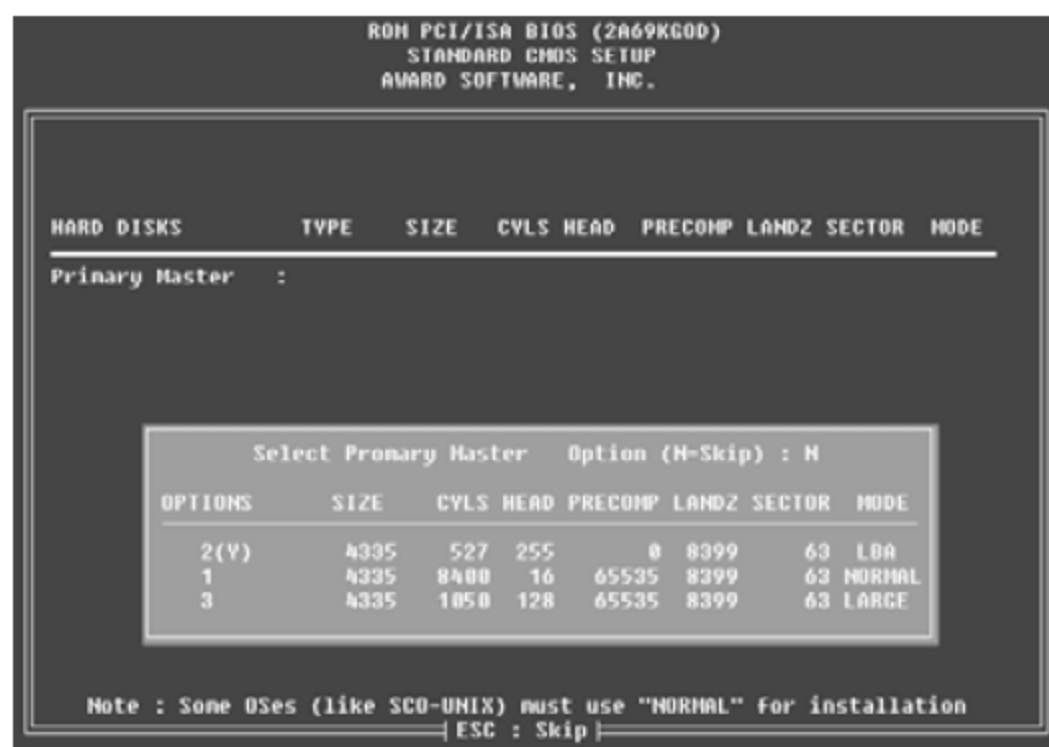 ROM PCI/ISA BIOS (2A69KG0D)
STANDARD CMOS SETUP
AWARD SOFTWARE, INC.
HARD DISKS TYPE SIZE CYLS HEAD PRECOMP LANDZ SECTOR MODE
Primary Master :
Select Promary Master Option (N=Skip) : N
OPTIONS SIZE CYLS HEAD PRECOMP LANDZ SECTOR MODE
2(Y) 4335 527 255 0 8399 63 LBA
1 4335 8400 16 65535 8399 63 NORMAL
3 4335 1050 128 65535 8399 63 LARGE
Note : Some OSes (like SCO-UNIX) must use "NORMAL" for installation
ESC : Skip